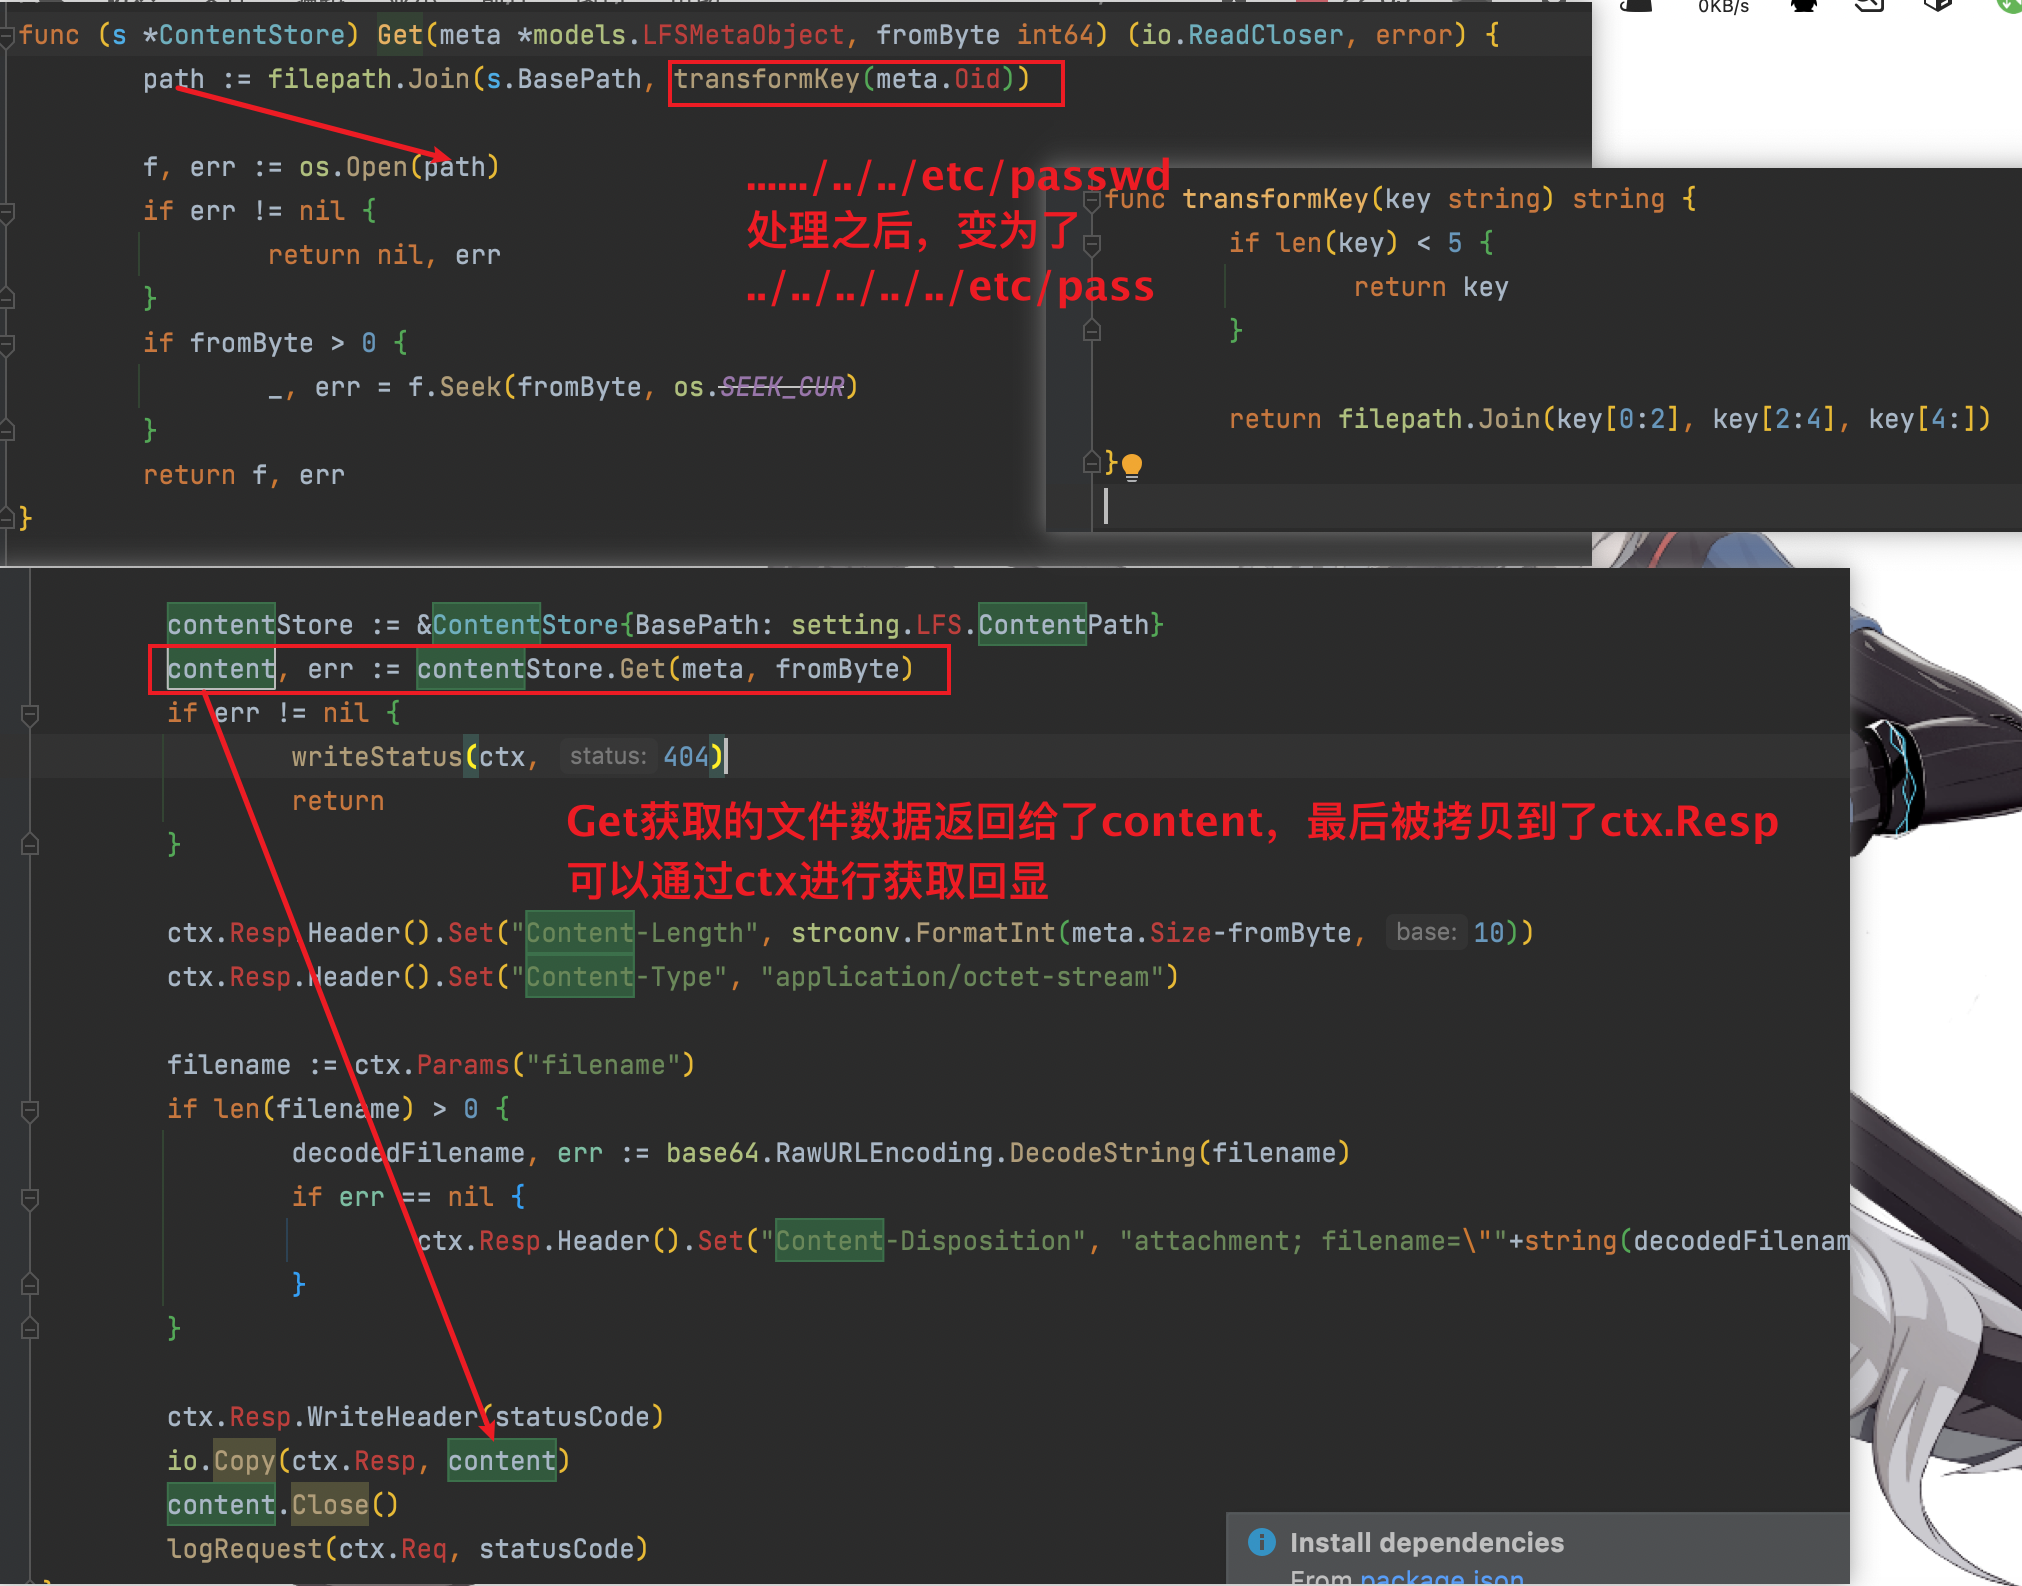 0KB/s
func (s *ContentStore) Get(meta *models.LFSMetaObject, fromByte int64) (io.ReadCloser, error) {
path := filepath.Join(s.BasePath, transformKey(meta.Oid))
f, err := os.Open(path)
if err != nil {
return nil, err
}
if fromByte > 0 {
_, err = f.Seek(fromByte, os.SEEK_CUR)
}
return f, err
}
....../../../etc/passwd
处理之后，变为了
../../../../../etc/pass
func transformKey(key string) string {
if len(key) < 5 {
return key
}
return filepath.Join(key[0:2], key[2:4], key[4:])
}
contentStore := &ContentStore{BasePath: setting.LFS.ContentPath}
content, err := contentStore.Get(meta, fromByte)
if err != nil {
writeStatus(ctx, status: 404)
return
}
Get获取的文件数据返回给了content，最后被拷贝到了ctx.Resp
可以通过ctx进行获取回显
ctx.Resp.Header().Set("Content-Length", strconv.FormatInt(meta.Size-fromByte, base: 10))
ctx.Resp.Header().Set("Content-Type", "application/octet-stream")
filename := ctx.Params("filename")
if len(filename) > 0 {
decodedFilename, err := base64.RawURLEncoding.DecodeString(filename)
if err == nil {
ctx.Resp.Header().Set("Content-Disposition", "attachment; filename=\""+string(decodedFilenam
}
}
ctx.Resp.WriteHeader(statusCode)
io.Copy(ctx.Resp, content)
content.Close()
logRequest(ctx.Req, statusCode)
Install dependencies
From package.json